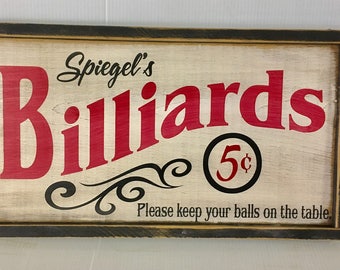 Spiegel's
Billiards
5¢
Please keep your balls on the table.